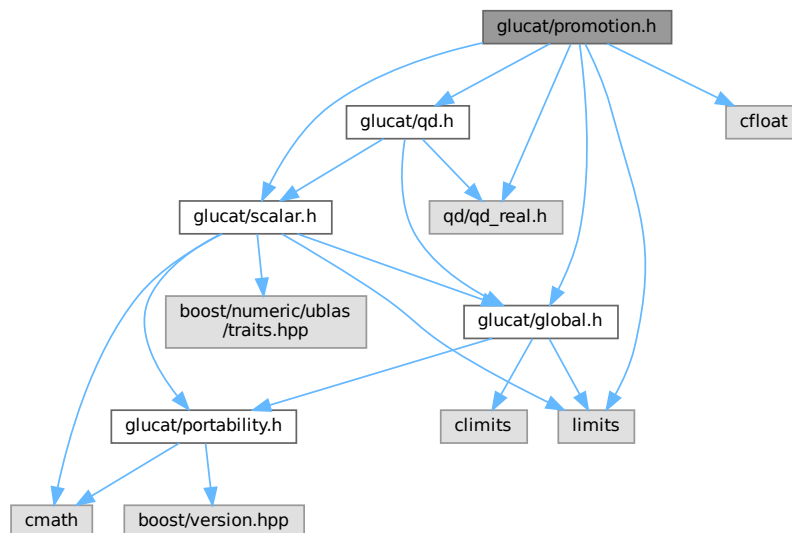 glucat/promotion.h
glucat/qd.h
cfloat
glucat/scalar.h
qd/qd_real.h
boost/numeric/ublas
/traits.hpp
glucat/global.h
glucat/portability.h
climits
limits
cmath
boost/version.hpp